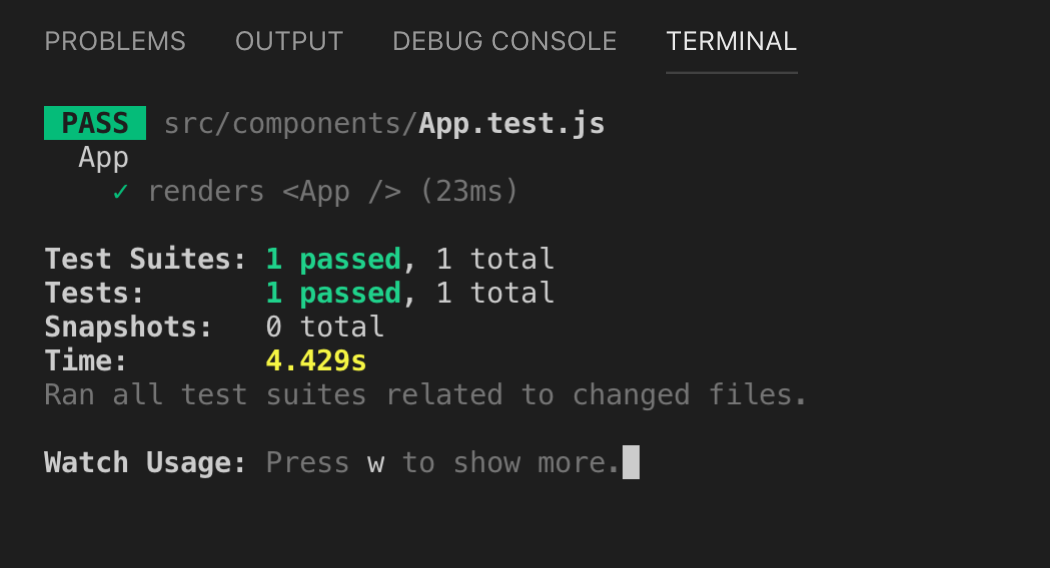 PROBLEMS OUTPUT DEBUG CONSOLE TERMINAL
PASS src/components/App.test.js
App
✓ renders <App /> (23ms)
Test Suites: 1 passed, 1 total
Tests: 1 passed, 1 total
Snapshots: 0 total
Time: 4.429s
Ran all test suites related to changed files.
Watch Usage: Press w to show more.